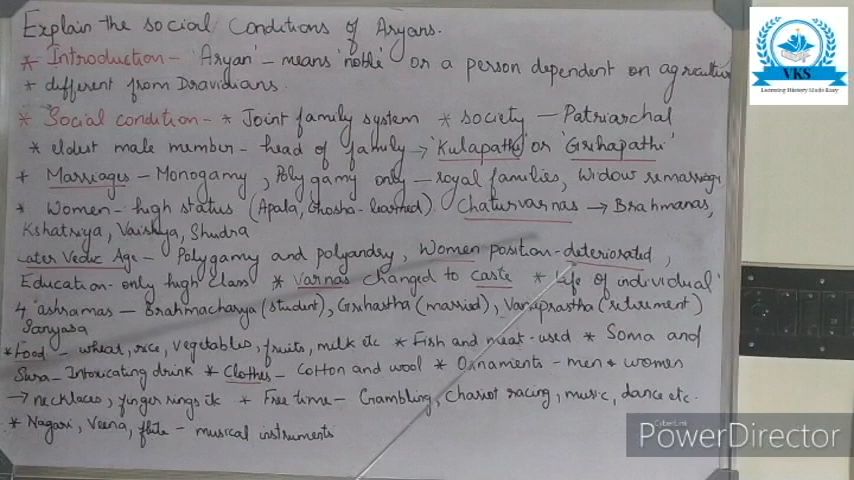 Explain the social Conditions of Aryans.
* Introduction - 'Aryan' - means 'noble' or a person dependent on agriculture
* different from Dravidians.
* Social condition - * Joint family system * society - Patriarchal
* eldest male member - head of family → 'Kulapathi' or 'Grihapathi'
* Marriages - Monogamy, Polygamy only - royal families, Widow remarriage
* Women - high status (Apala, Ghosha - learned). Chaturvarnas → Brahmanas,
Kshatriya, Vaishya, Shudra
Later Vedic Age - Polygamy and polyandry, Women position - deteriorated,
Education - only high class * Varnas changed to caste * Life of individual
4 ashramas - Brahmacharya (student), Grihastha (married), Vanaprastha (retirement)
Sanyasa
* Food - wheat, rice, vegetables, fruits, milk etc * Fish and meat - used * Soma and
Sura - Intoxicating drink * Clothes - Cotton and wool * Ornaments - men & women
→ necklaces, finger rings etc * Free time - Gambling, Chariot racing, music, dance etc.
* Nagari, Veena, flute - musical instruments
VKS
Learning History Made Easy
CyberLink
PowerDirector